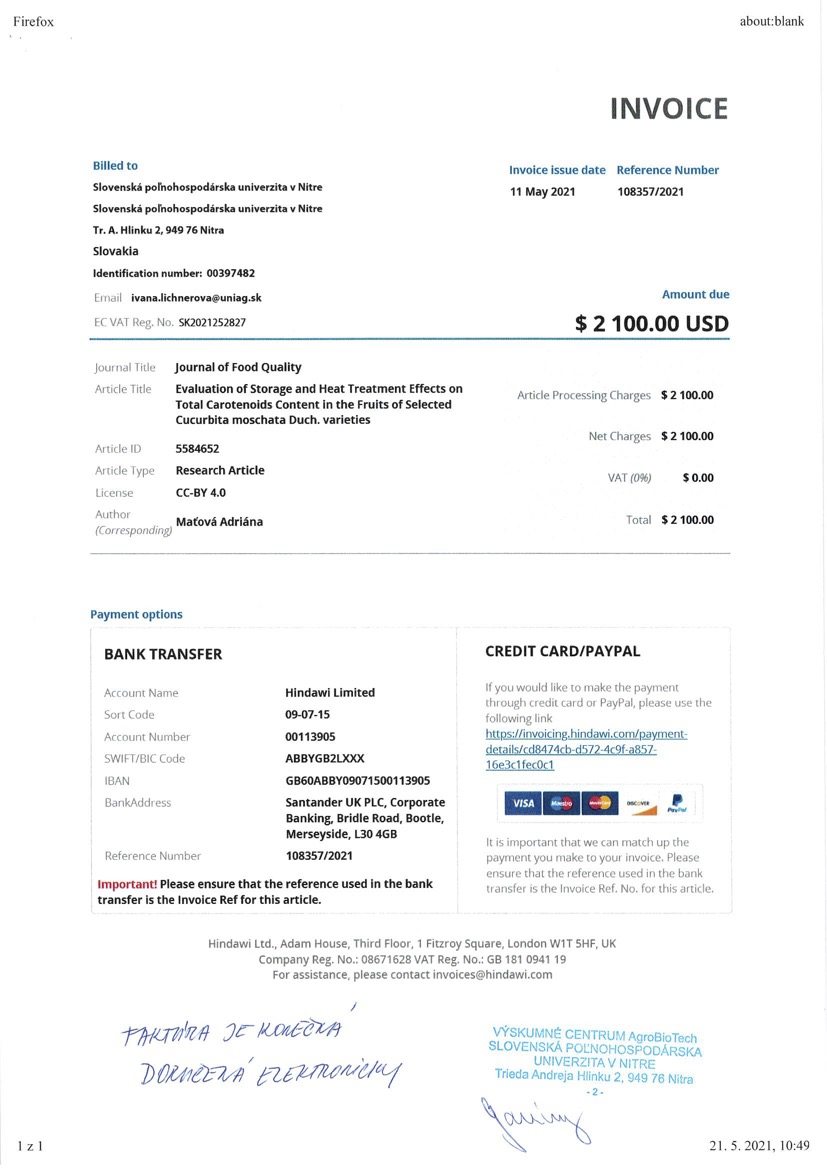 Firefox
about:blank
INVOICE
Billed to
Slovenská poľnohospodárska univerzita v Nitre
Slovenská poľnohospodárska univerzita v Nitre
Tr. A. Hlinku 2, 949 76 Nitra
Slovakia
Identification number: 00397482
Email ivana.lichnerova@uniag.sk
EC VAT Reg. No. SK2021252827
Invoice issue date Reference Number
11 May 2021 108357/2021
Amount due
$ 2 100.00 USD
Journal Title Journal of Food Quality
Article Title Evaluation of Storage and Heat Treatment Effects on
Total Carotenoids Content in the Fruits of Selected
Cucurbita moschata Duch. varieties
Article ID 5584652
Article Type Research Article
License CC-BY 4.0
Author
(Corresponding) Maťová Adriána
Article Processing Charges $ 2 100.00
Net Charges $ 2 100.00
VAT (0%) $ 0.00
Total $ 2 100.00
Payment options
BANK TRANSFER
Account Name Hindawi Limited
Sort Code 09-07-15
Account Number 00113905
SWIFT/BIC Code ABBYGB2LXXX
IBAN GB60ABBY09071500113905
BankAddress Santander UK PLC, Corporate
Banking, Bridle Road, Bootle,
Merseyside, L30 4GB
Reference Number 108357/2021
Important! Please ensure that the reference used in the bank
transfer is the Invoice Ref for this article.
CREDIT CARD/PAYPAL
If you would like to make the payment
through credit card or PayPal, please use the
following link
https://invoicing.hindawi.com/payment-
details/cd8474cb-d572-4c9f-a857-
16e3c1fec0c1
VISA Maestro MasterCard DISCOVER PayPal
It is important that we can match up the
payment you make to your invoice. Please
ensure that the reference used in the bank
transfer is the Invoice Ref. No. for this article.
Hindawi Ltd., Adam House, Third Floor, 1 Fitzroy Square, London W1T 5HF, UK
Company Reg. No.: 08671628 VAT Reg. No.: GB 181 0941 19
For assistance, please contact invoices@hindawi.com
FAKTÚRA JE KONEČNÁ
DORUČENÁ ELEKTRONICKY
VÝSKUMNÉ CENTRUM AgroBioTech
SLOVENSKÁ POĽNOHOSPODÁRSKA
UNIVERZITA V NITRE
Trieda Andreja Hlinku 2, 949 76 Nitra
- 2 -
1 z 1
21. 5. 2021, 10:49